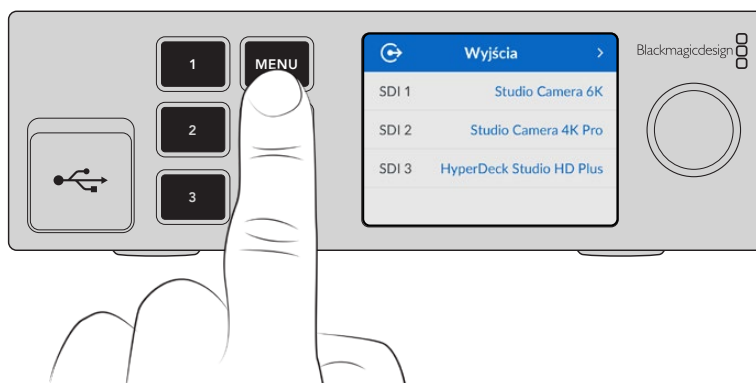 1
MENU
2
3
Wyjścia
SDI 1 Studio Camera 6K
SDI 2 Studio Camera 4K Pro
SDI 3 HyperDeck Studio HD Plus
Blackmagicdesign